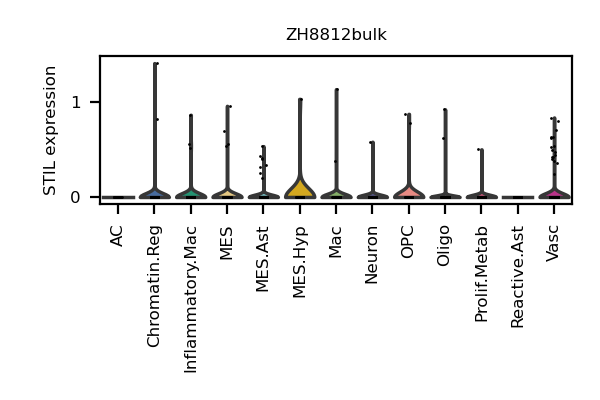 ZH8812bulk
STIL expression
1
0
AC
Chromatin.Reg
Inflammatory.Mac
MES
MES.Ast
MES.Hyp
Mac
Neuron
OPC
Oligo
Prolif.Metab
Reactive.Ast
Vasc